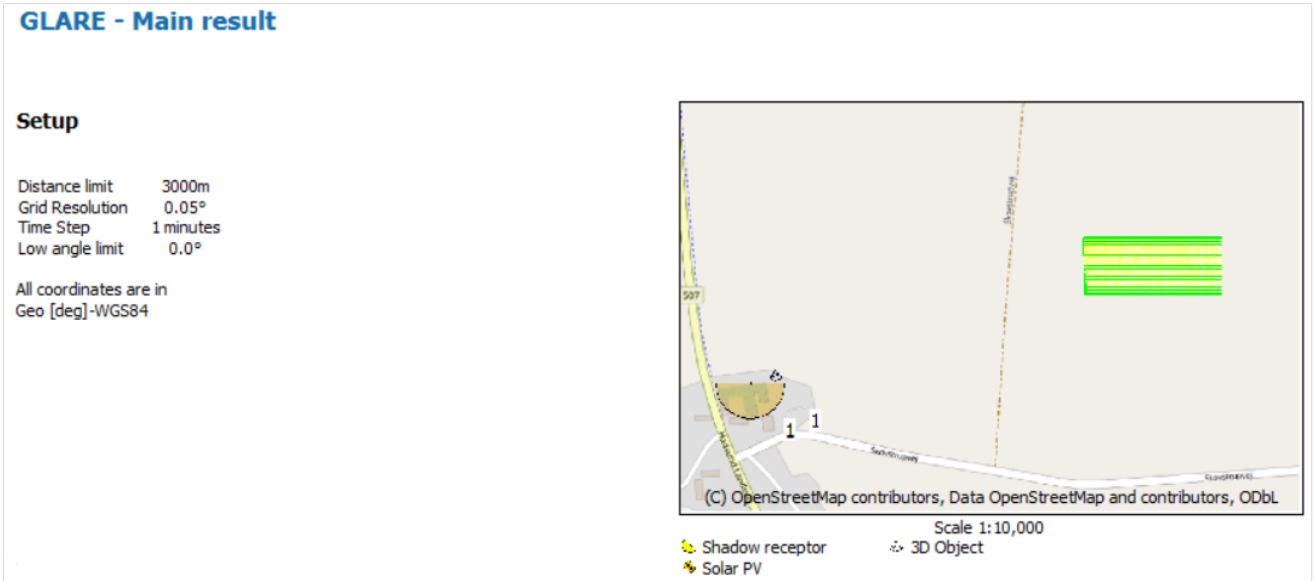 GLARE - Main result
Setup
Distance limit 3000m
Grid Resolution 0.05°
Time Step 1 minutes
Low angle limit 0.0°
All coordinates are in
Geo [deg]-WGS84
507
1
1
(C) OpenStreetMap contributors, Data OpenStreetMap and contributors, ODbL
Scale 1:10,000
Shadow receptor
3D Object
Solar PV